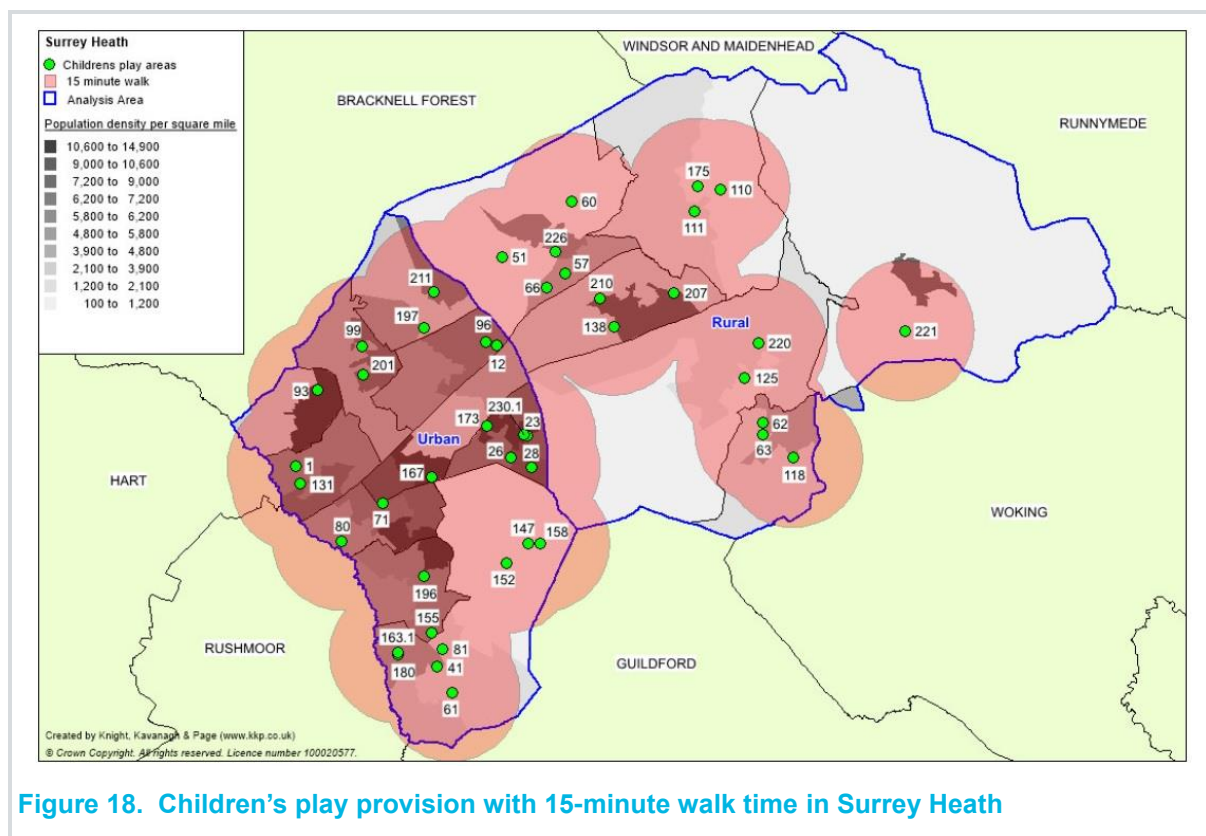 Surrey Heath
Childrens play areas
15 minute walk
Analysis Area
Population density per square mile
10,600 to 14,900
9,000 to 10,600
7,200 to 9,000
6,200 to 7,200
5,800 to 6,200
4,800 to 5,800
3,900 to 4,800
2,100 to 3,900
1,200 to 2,100
100 to 1,200
WINDSOR AND MAIDENHEAD
BRACKNELL FOREST
RUNNYMEDE
175
110
60
111
226
51
57
211
66
210
207
197
138
Rural
221
99
96
220
12
201
125
93
230.1
173
23
62
Urban
63
26
28
118
1
HART
167
131
WOKING
71
80
147
158
152
196
155
163.1
81
RUSHMOOR
GUILDFORD
180
41
61
Created by Knight, Kavanagh & Page (www.kkp.co.uk)
© Crown Copyright. All rights reserved. Licence number 100020577.
Figure 18. Children’s play provision with 15-minute walk time in Surrey Heath